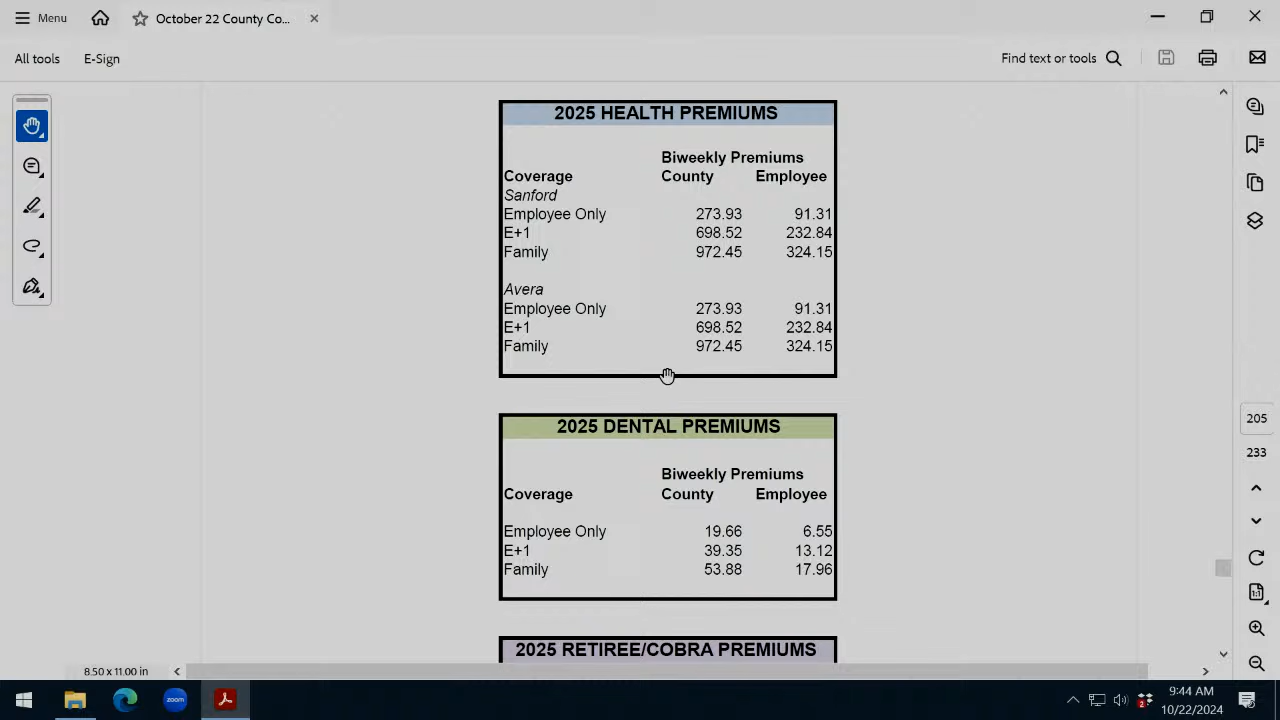 Menu
October 22 County Co...
All tools
E-Sign
Find text or tools
2025 HEALTH PREMIUMS
Biweekly Premiums
Coverage County Employee
Sanford
Employee Only 273.93 91.31
E+1 698.52 232.84
Family 972.45 324.15
Avera
Employee Only 273.93 91.31
E+1 698.52 232.84
Family 972.45 324.15
2025 DENTAL PREMIUMS
Biweekly Premiums
Coverage County Employee
Employee Only 19.66 6.55
E+1 39.35 13.12
Family 53.88 17.96
2025 RETIREE/COBRA PREMIUMS
205
233
1:1
8.50 x 11.00 in
zoom
2
9:44 AM
10/22/2024